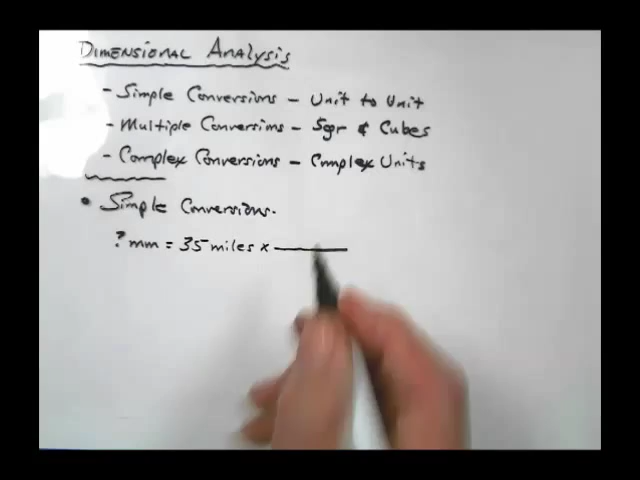 Dimensional Analysis
- Simple Conversions - Unit to Unit
- Multiple Conversions - Sqr & Cubes
- Complex Conversions - Complex Units
• Simple Conversions.
? mm = 35 miles x